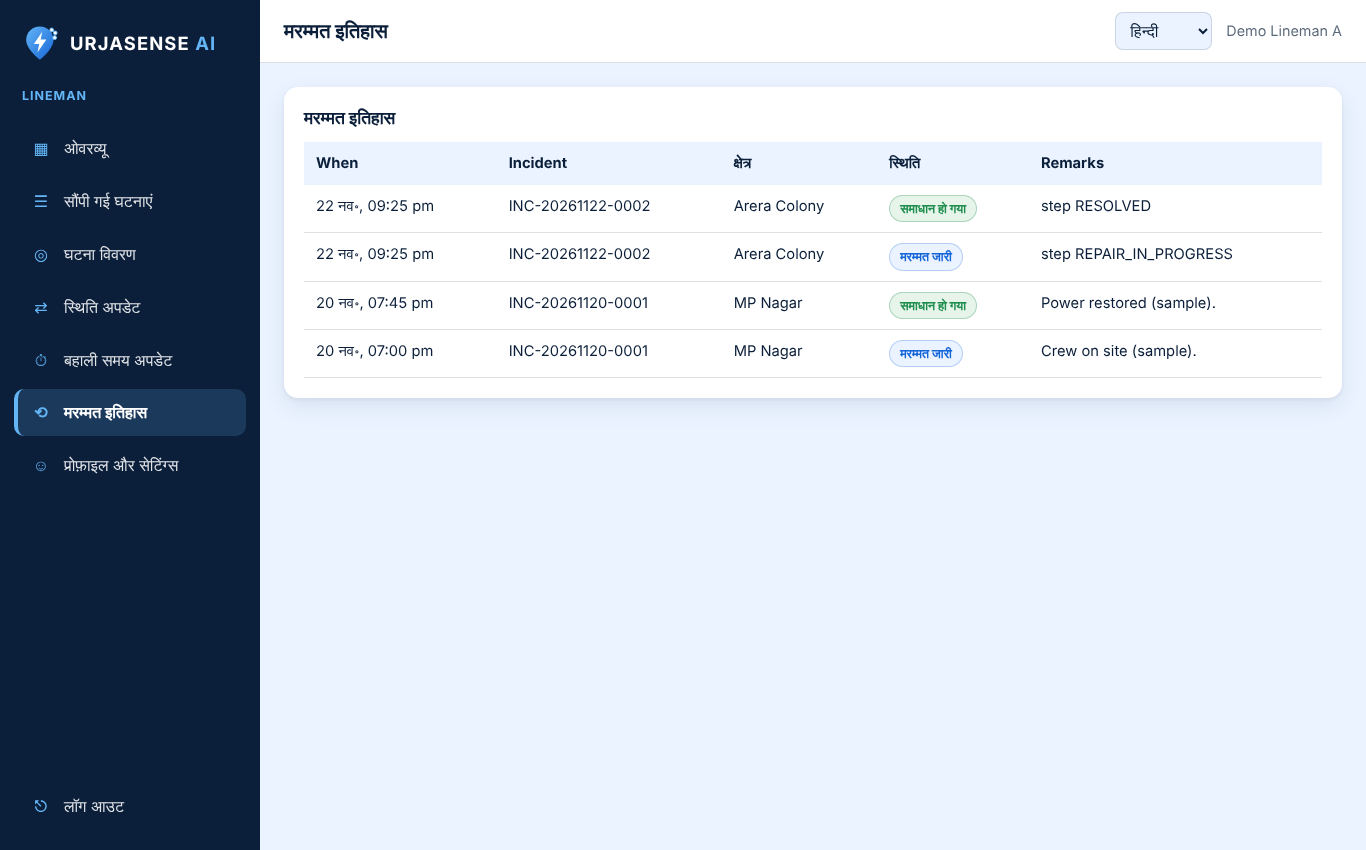 URJASENSE AI
LINEMAN
ओवरव्यू
सौंपी गई घटनाएं
घटना विवरण
स्थिति अपडेट
बहाली समय अपडेट
मरम्मत इतिहास
प्रोफ़ाइल और सेटिंग्स
लॉग आउट
मरम्मत इतिहास
हिन्दी
Demo Lineman A
मरम्मत इतिहास
When Incident क्षेत्र स्थिति Remarks
22 नव॰, 09:25 pm INC-20261122-0002 Arera Colony समाधान हो गया step RESOLVED
22 नव॰, 09:25 pm INC-20261122-0002 Arera Colony मरम्मत जारी step REPAIR_IN_PROGRESS
20 नव॰, 07:45 pm INC-20261120-0001 MP Nagar समाधान हो गया Power restored (sample).
20 नव॰, 07:00 pm INC-20261120-0001 MP Nagar मरम्मत जारी Crew on site (sample).